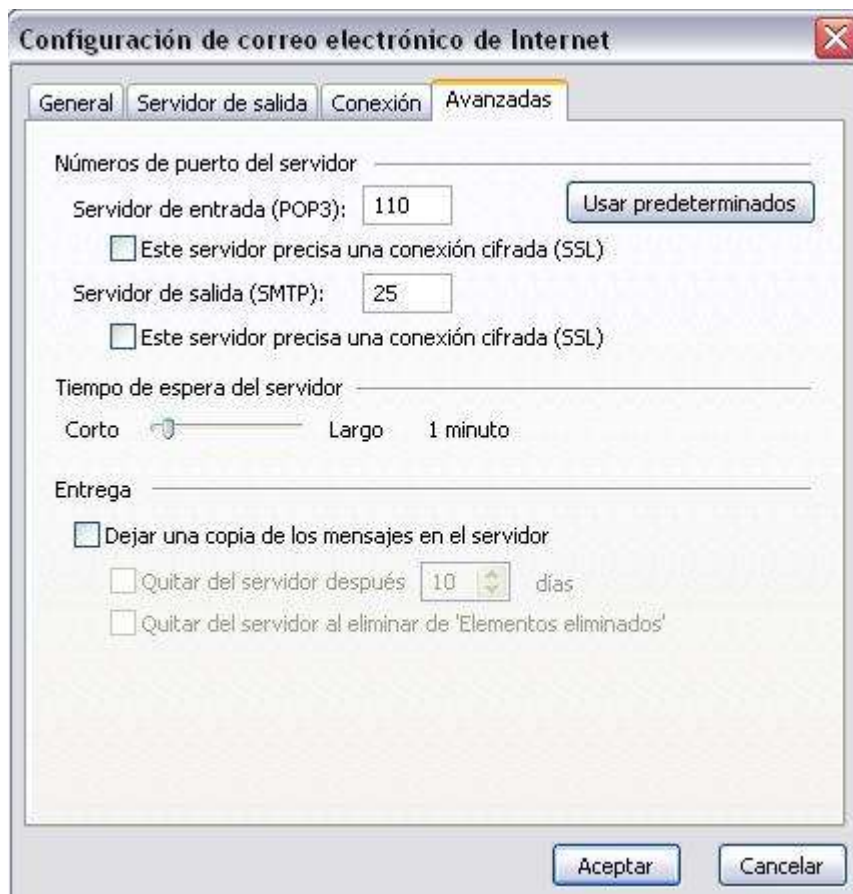 Configuración de correo electrónico de Internet
General Servidor de salida Conexión Avanzadas
Números de puerto del servidor
Servidor de entrada (POP3): 110 Usar predeterminados
Este servidor precisa una conexión cifrada (SSL)
Servidor de salida (SMTP): 25
Este servidor precisa una conexión cifrada (SSL)
Tiempo de espera del servidor
Corto Largo 1 minuto
Entrega
Dejar una copia de los mensajes en el servidor
Quitar del servidor después 10 días
Quitar del servidor al eliminar de 'Elementos eliminados'
Aceptar Cancelar